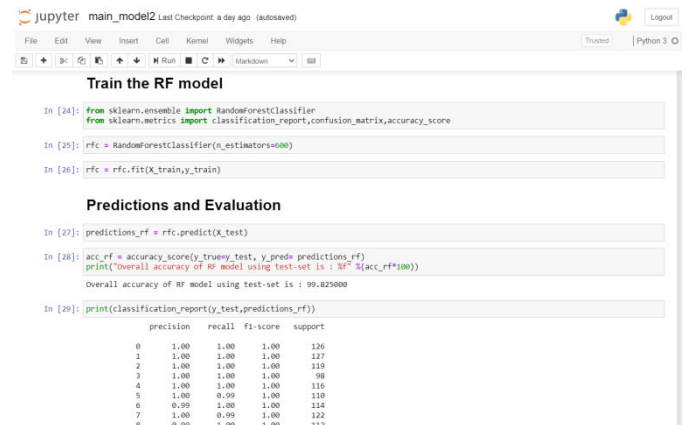 jupyter main_model2 Last Checkpoint: a day ago (autosaved)
Logout
File Edit View Insert Cell Kernel Widgets Help
Trusted
Python 3
Run
Markdown
Train the RF model
In [24]: from sklearn.ensemble import RandomForestClassifier
from sklearn.metrics import classification_report,confusion_matrix,accuracy_score
In [25]: rfc = RandomForestClassifier(n_estimators=600)
In [26]: rfc = rfc.fit(X_train,y_train)
Predictions and Evaluation
In [27]: predictions_rf = rfc.predict(X_test)
In [28]: acc_rf = accuracy_score(y_true=y_test, y_pred= predictions_rf)
print("Overall accuracy of RF model using test-set is : %f" %(acc_rf*100))
Overall accuracy of RF model using test-set is : 99.825000
In [29]: print(classification_report(y_test,predictions_rf))
precision recall f1-score support
0 1.00 1.00 1.00 126
1 1.00 1.00 1.00 127
2 1.00 1.00 1.00 119
3 1.00 1.00 1.00 98
4 1.00 1.00 1.00 116
5 1.00 0.99 1.00 110
6 0.99 1.00 1.00 114
7 1.00 0.99 1.00 122
8 0.99 1.00 1.00 112